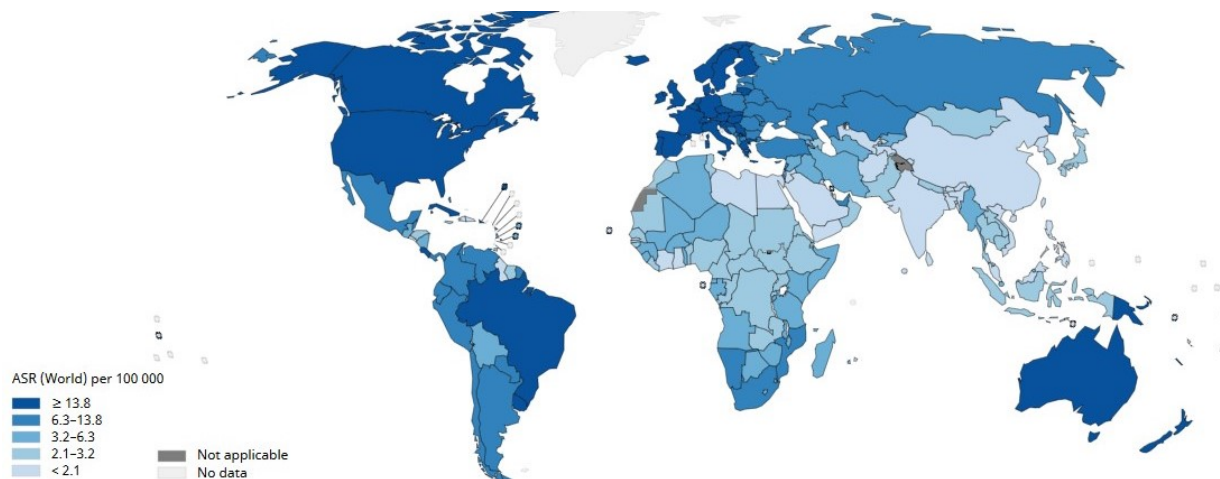 ASR (World) per 100 000
≥ 13.8
6.3–13.8
3.2–6.3
2.1–3.2
< 2.1
Not applicable
No data